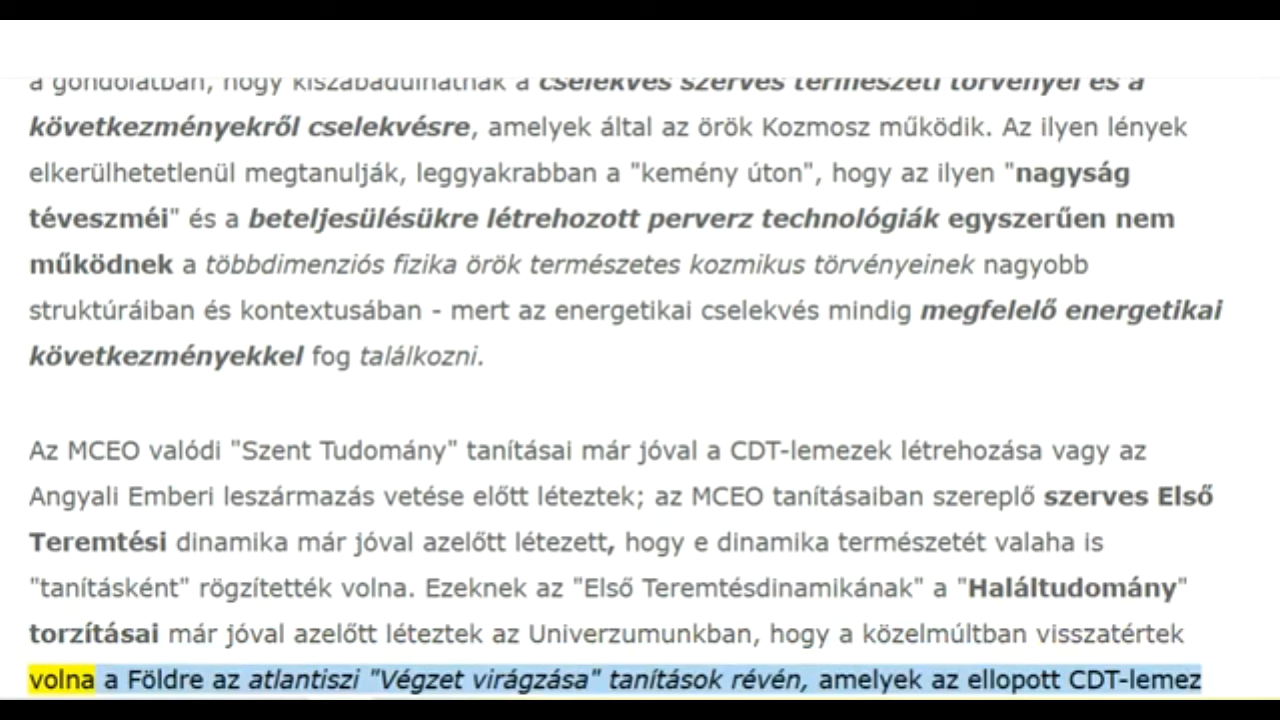 a gondolatban, hogy kiszabadulhatnak a cselekvés szerves természeti törvényei és a
következményekről cselekvésre, amelyek által az örök Kozmosz működik. Az ilyen lények
elkerülhetetlenül megtanulják, leggyakrabban a "kemény úton", hogy az ilyen "nagyság
téveszméi" és a beteljesülésükre létrehozott perverz technológiák egyszerűen nem
működnek a többdimenziós fizika örök természetes kozmikus törvényeinek nagyobb
struktúráiban és kontextusában - mert az energetikai cselekvés mindig megfelelő energetikai
következményekkel fog találkozni.
Az MCEO valódi "Szent Tudomány" tanításai már jóval a CDT-lemezek létrehozása vagy az
Angyali Emberi leszármazás vetése előtt léteztek; az MCEO tanításaiban szereplő szerves Első
Teremtési dinamika már jóval azelőtt létezett, hogy e dinamika természetét valaha is
"tanításként" rögzítették volna. Ezeknek az "Első Teremtésdinamikának" a "Haláltudomány"
torzításai már jóval azelőtt léteztek az Univerzumunkban, hogy a közelmúltban visszatértek
volna a Földre az atlantiszi "Végzet virágzása" tanítások révén, amelyek az ellopott CDT-lemez